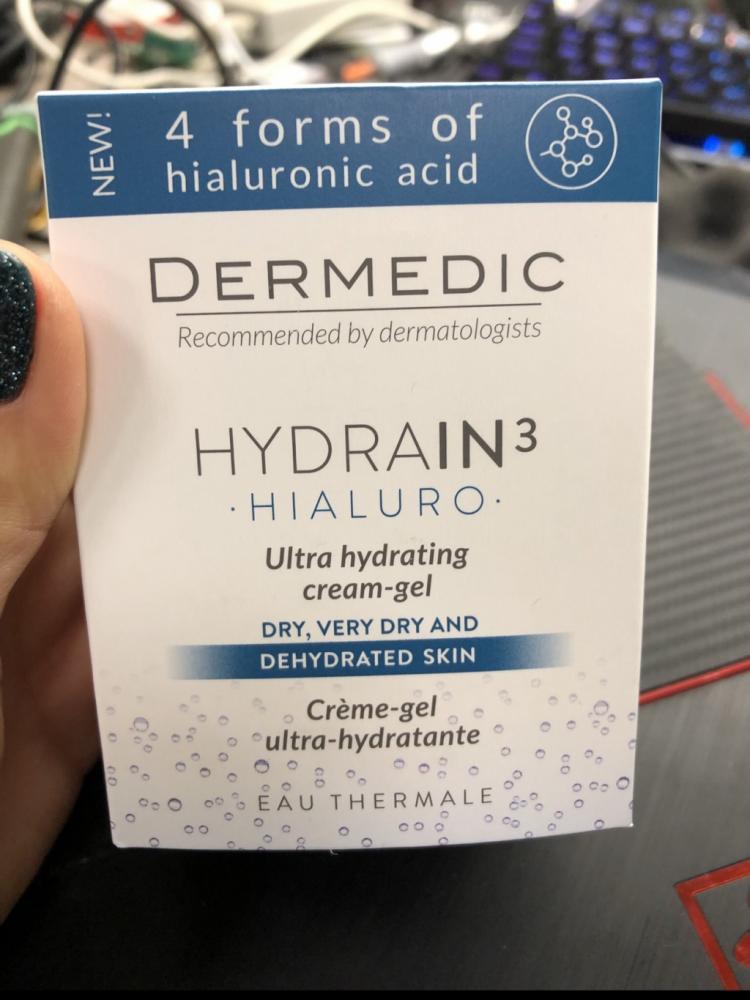 NEW!
4 forms of
hialuronic acid
DERMEDIC
Recommended by dermatologists
HYDRAIN³
·HIALURO·
Ultra hydrating
cream-gel
DRY, VERY DRY AND
DEHYDRATED SKIN
Crème-gel
ultra-hydratante
EAU THERMALE